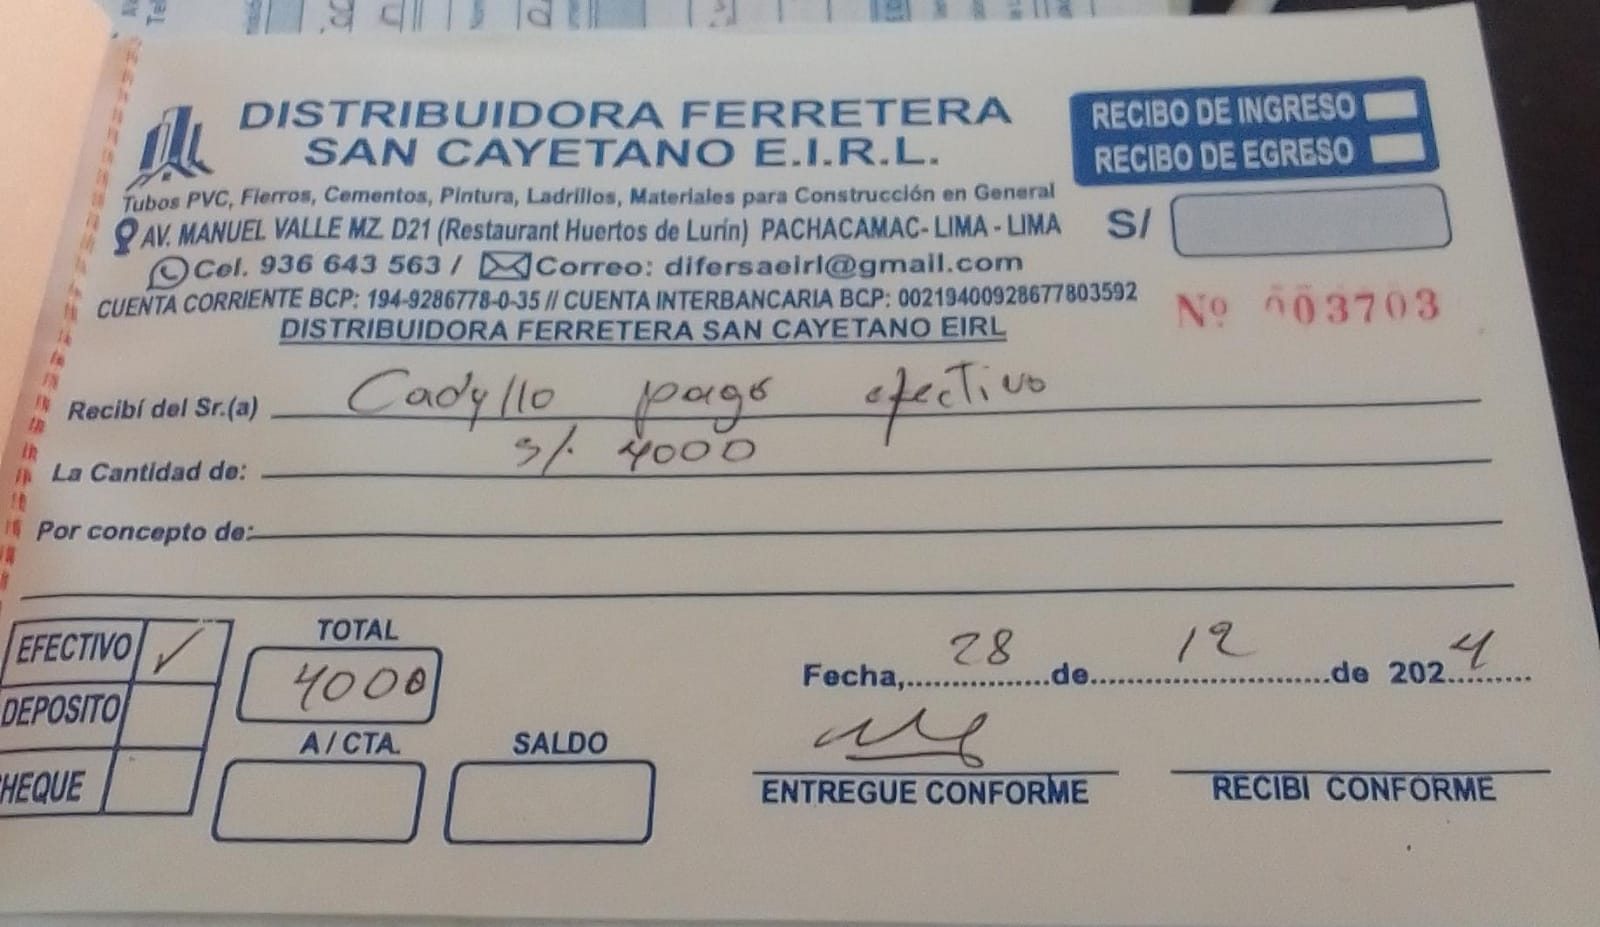 DISTRIBUIDORA FERRETERA
SAN CAYETANO E.I.R.L.
Tubos PVC, Fierros, Cementos, Pintura, Ladrillos, Materiales para Construcción en General
AV. MANUEL VALLE MZ. D21 (Restaurant Huertos de Lurín) PACHACAMAC- LIMA - LIMA
Cel. 936 643 563 / Correo: difersaeirl@gmail.com
CUENTA CORRIENTE BCP: 194-9286778-0-35 // CUENTA INTERBANCARIA BCP: 00219400928677803592
DISTRIBUIDORA FERRETERA SAN CAYETANO EIRL
RECIBO DE INGRESO
RECIBO DE EGRESO
S/
Nº 003703
Recibí del Sr.(a) Cadyllo pago efectivo
La Cantidad de: S/. 4000
Por concepto de:
EFECTIVO ✓
DEPOSITO
HEQUE
TOTAL
4000
A / CTA.
SALDO
Fecha, 28 de 12 de 2024
ENTREGUE CONFORME
RECIBI CONFORME